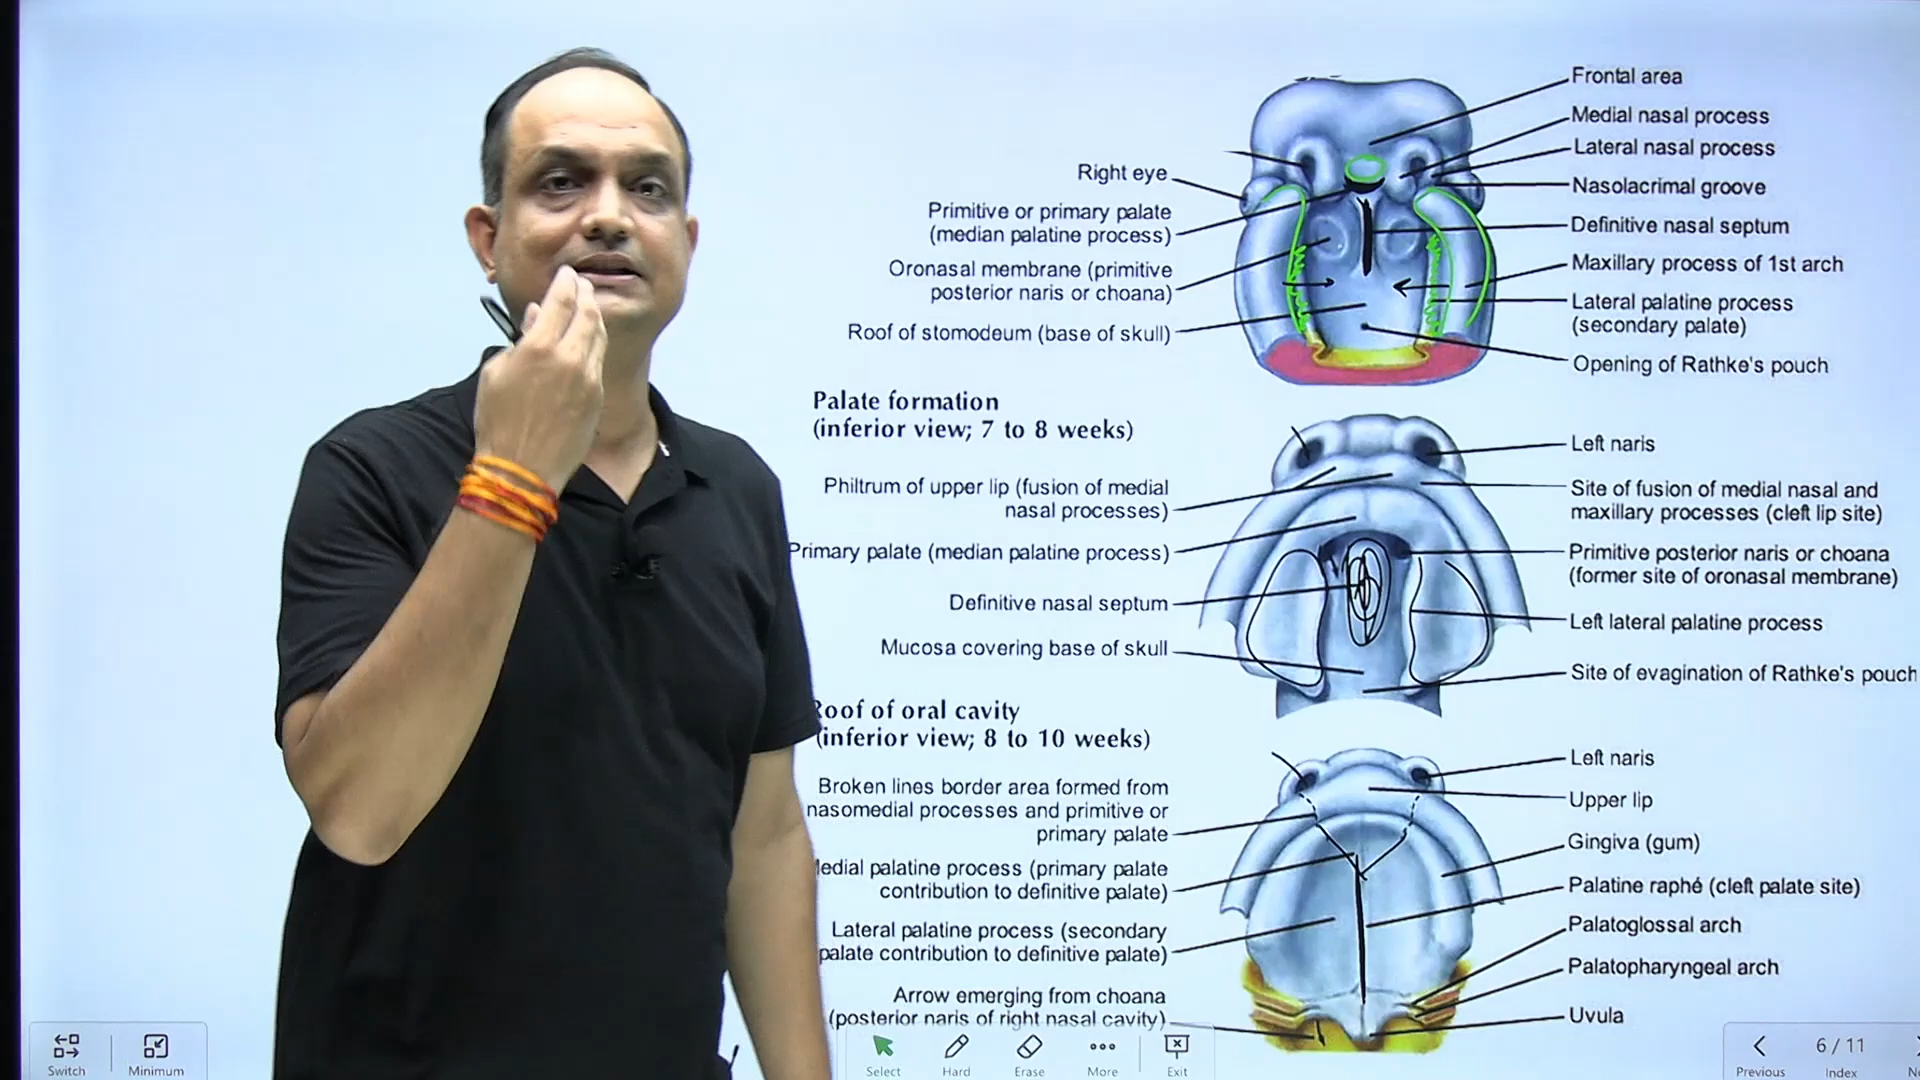 Frontal area
Medial nasal process
Lateral nasal process
Right eye
Nasolacrimal groove
Primitive or primary palate
(median palatine process)
Definitive nasal septum
Oronasal membrane (primitive
posterior naris or choana)
Maxillary process of 1st arch
Lateral palatine process
(secondary palate)
Roof of stomodeum (base of skull)
Opening of Rathke's pouch
Palate formation
(inferior view; 7 to 8 weeks)
Left naris
Philtrum of upper lip (fusion of medial
nasal processes)
Site of fusion of medial nasal and
maxillary processes (cleft lip site)
Primary palate (median palatine process)
Primitive posterior naris or choana
(former site of oronasal membrane)
Definitive nasal septum
Left lateral palatine process
Mucosa covering base of skull
Site of evagination of Rathke's pouch
Roof of oral cavity
(inferior view; 8 to 10 weeks)
Left naris
Broken lines border area formed from
nasomedial processes and primitive or
primary palate
Upper lip
Gingiva (gum)
Medial palatine process (primary palate
contribution to definitive palate)
Palatine raphé (cleft palate site)
Lateral palatine process (secondary
palate contribution to definitive palate)
Palatoglossal arch
Palatopharyngeal arch
Arrow emerging from choana
(posterior naris of right nasal cavity)
Uvula
Switch
Minimum
Select
Hard
Erase
More
Exit
Previous
6 / 11
Index